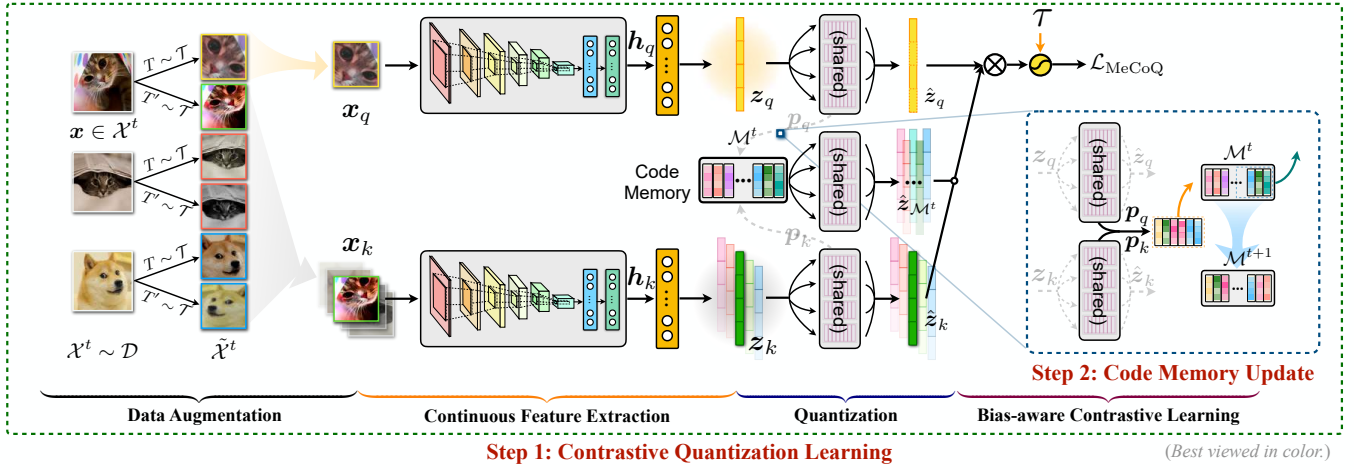 T ∼ 𝒯
T′ ∼ 𝒯
x ∈ 𝒳^t
T ∼ 𝒯
T′ ∼ 𝒯
T ∼ 𝒯
T′ ∼ 𝒯
𝒳^t ∼ 𝒟
𝒳̃^t
x_q
h_q
z_q
(shared)
ẑ_q
τ
ℒ_MeCoQ
p_q
ℳ^t
Code
Memory
(shared)
ẑ_ℳ^t
p_k
x_k
h_k
z_k
(shared)
ẑ_k
z_q
(shared)
ẑ_q
p_q
p_k
z_k
(shared)
ẑ_k
ℳ^t
ℳ^{t+1}
Step 2: Code Memory Update
Data Augmentation
Continuous Feature Extraction
Quantization
Bias-aware Contrastive Learning
Step 1: Contrastive Quantization Learning
(Best viewed in color.)